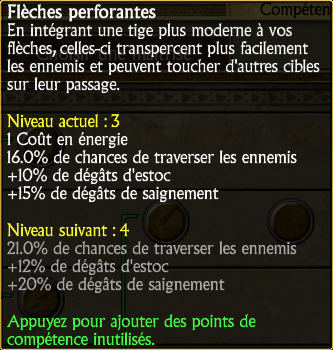 Compéten
Flèches perforantes
En intégrant une tige plus moderne à vos
flèches, celles-ci transpercent plus facilement
les ennemis et peuvent toucher d'autres cibles
sur leur passage.
Niveau actuel : 3
1 Coût en énergie
16.0% de chances de traverser les ennemis
+10% de dégâts d'estoc
+15% de dégâts de saignement
Niveau suivant : 4
21.0% de chances de traverser les ennemis
+12% de dégâts d'estoc
+20% de dégâts de saignement
Appuyez pour ajouter des points de
compétence inutilisés.